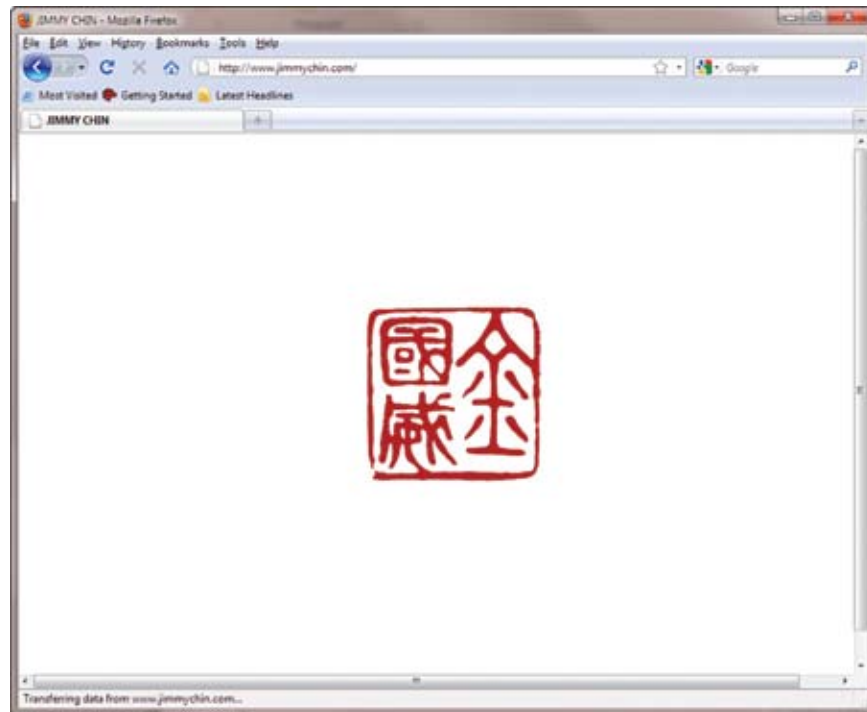 JIMMY CHIN - Mozilla Firefox
File Edit View History Bookmarks Tools Help
http://www.jimmychin.com/
Google
Most Visited Getting Started Latest Headlines
JIMMY CHIN
金國威
Transferring data from www.jimmychin.com...